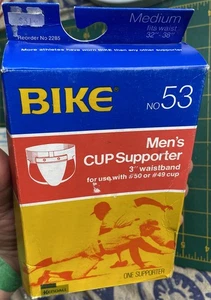 Medium
fits waist
32"-38"
Reorder No 2285
More athletes have worn BIKE than any other supporter
BIKE®
NO 53
Men's
CUP Supporter
3" waistband
for use with #50 or #49 cup
KENDALL
ONE SUPPORTER